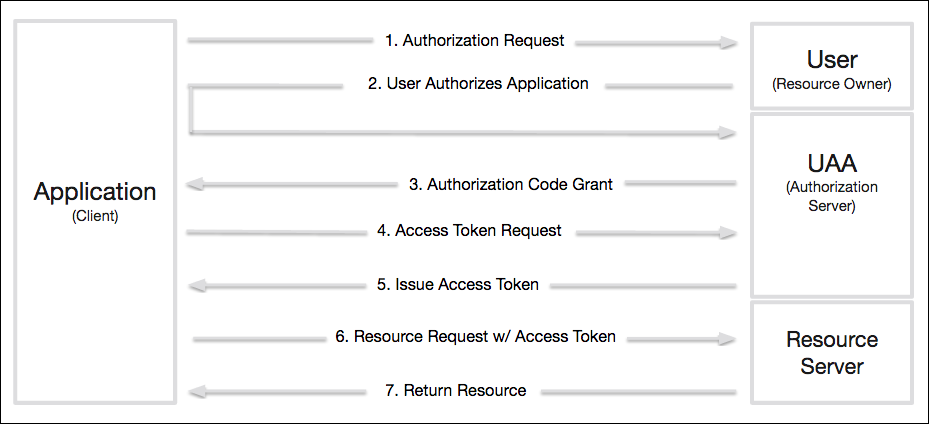 1. Authorization Request
User
(Resource Owner)
2. User Authorizes Application
UAA
(Authorization
Server)
Application
(Client)
3. Authorization Code Grant
4. Access Token Request
5. Issue Access Token
6. Resource Request w/ Access Token
Resource
Server
7. Return Resource